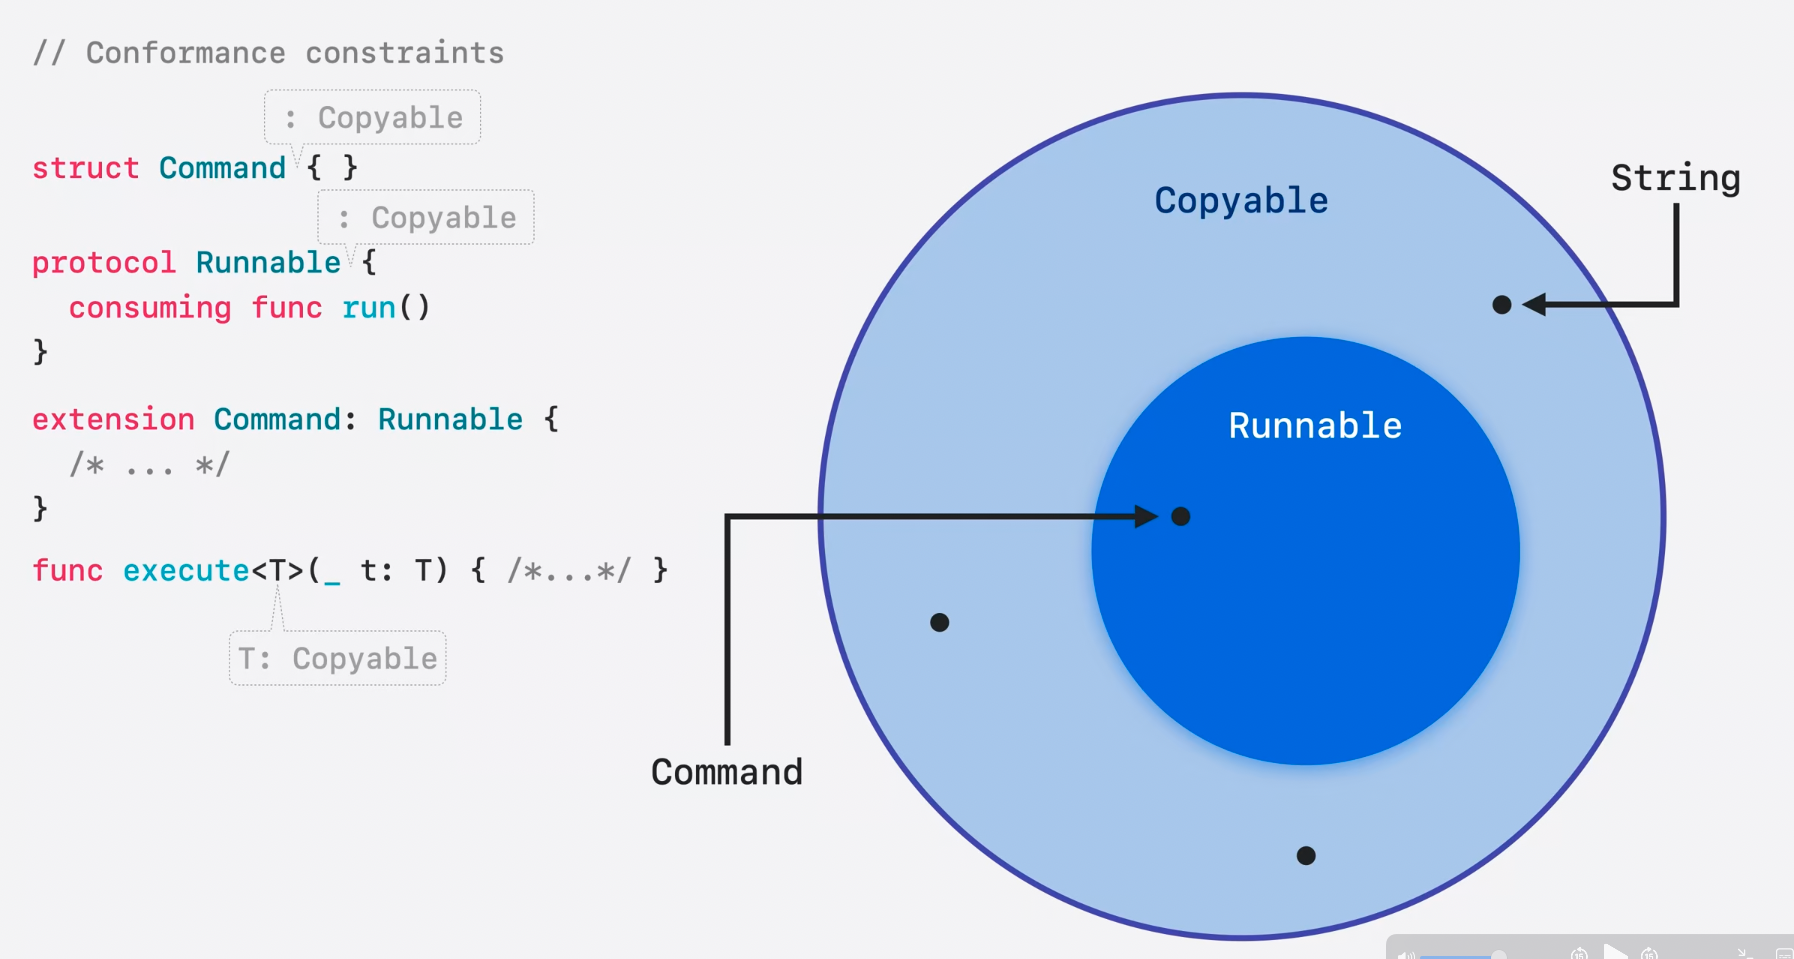 // Conformance constraints
: Copyable
struct Command { }
: Copyable
protocol Runnable {
consuming func run()
}
extension Command: Runnable {
/* ... */
}
func execute<T>(_ t: T) { /*...*/ }
T: Copyable
Copyable
String
Runnable
Command